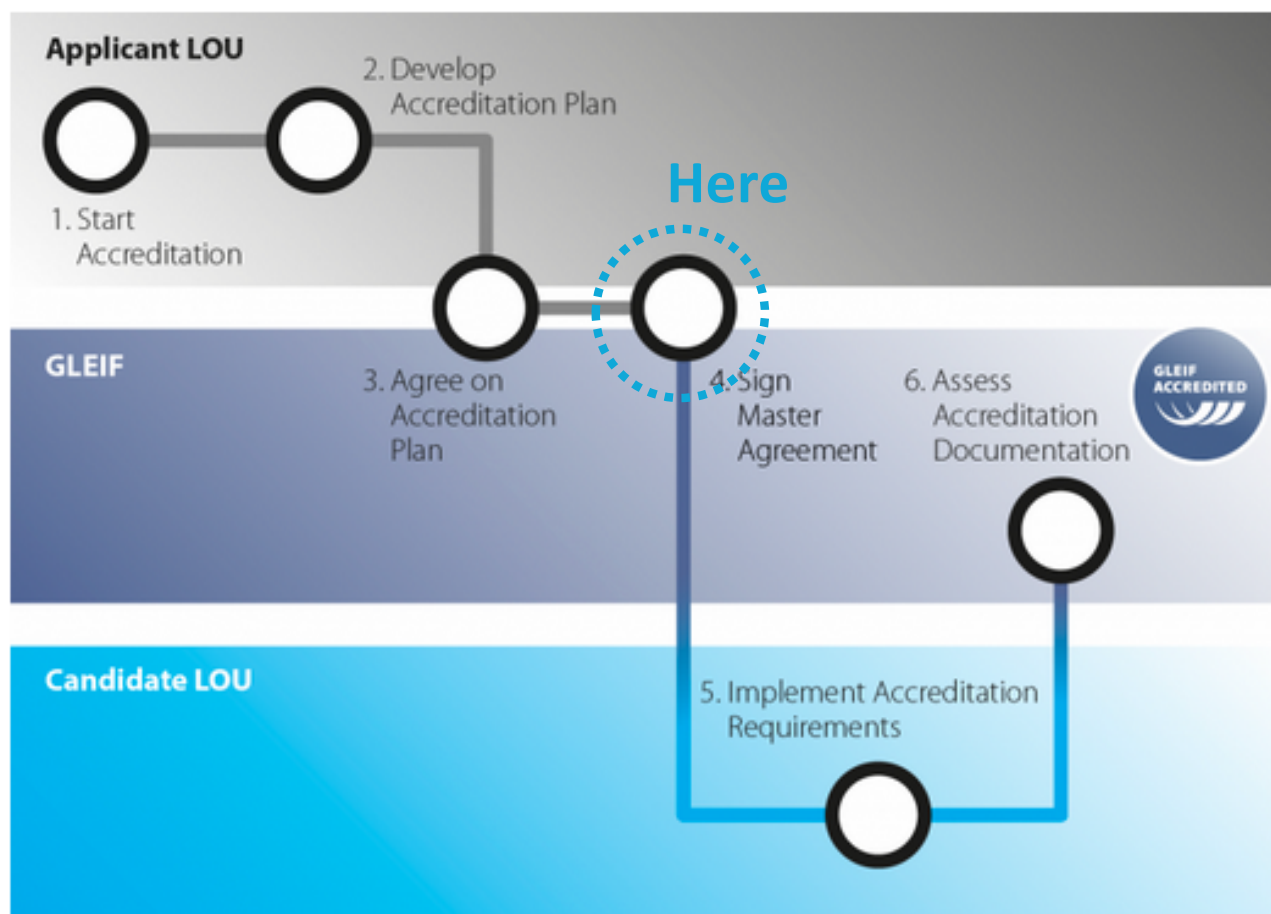 Applicant LOU
1. Start
Accreditation
2. Develop
Accreditation Plan
Here
GLEIF
3. Agree on
Accreditation
Plan
4. Sign
Master
Agreement
6. Assess
Accreditation
Documentation
GLEIF
ACCREDITED
Candidate LOU
5. Implement Accreditation
Requirements